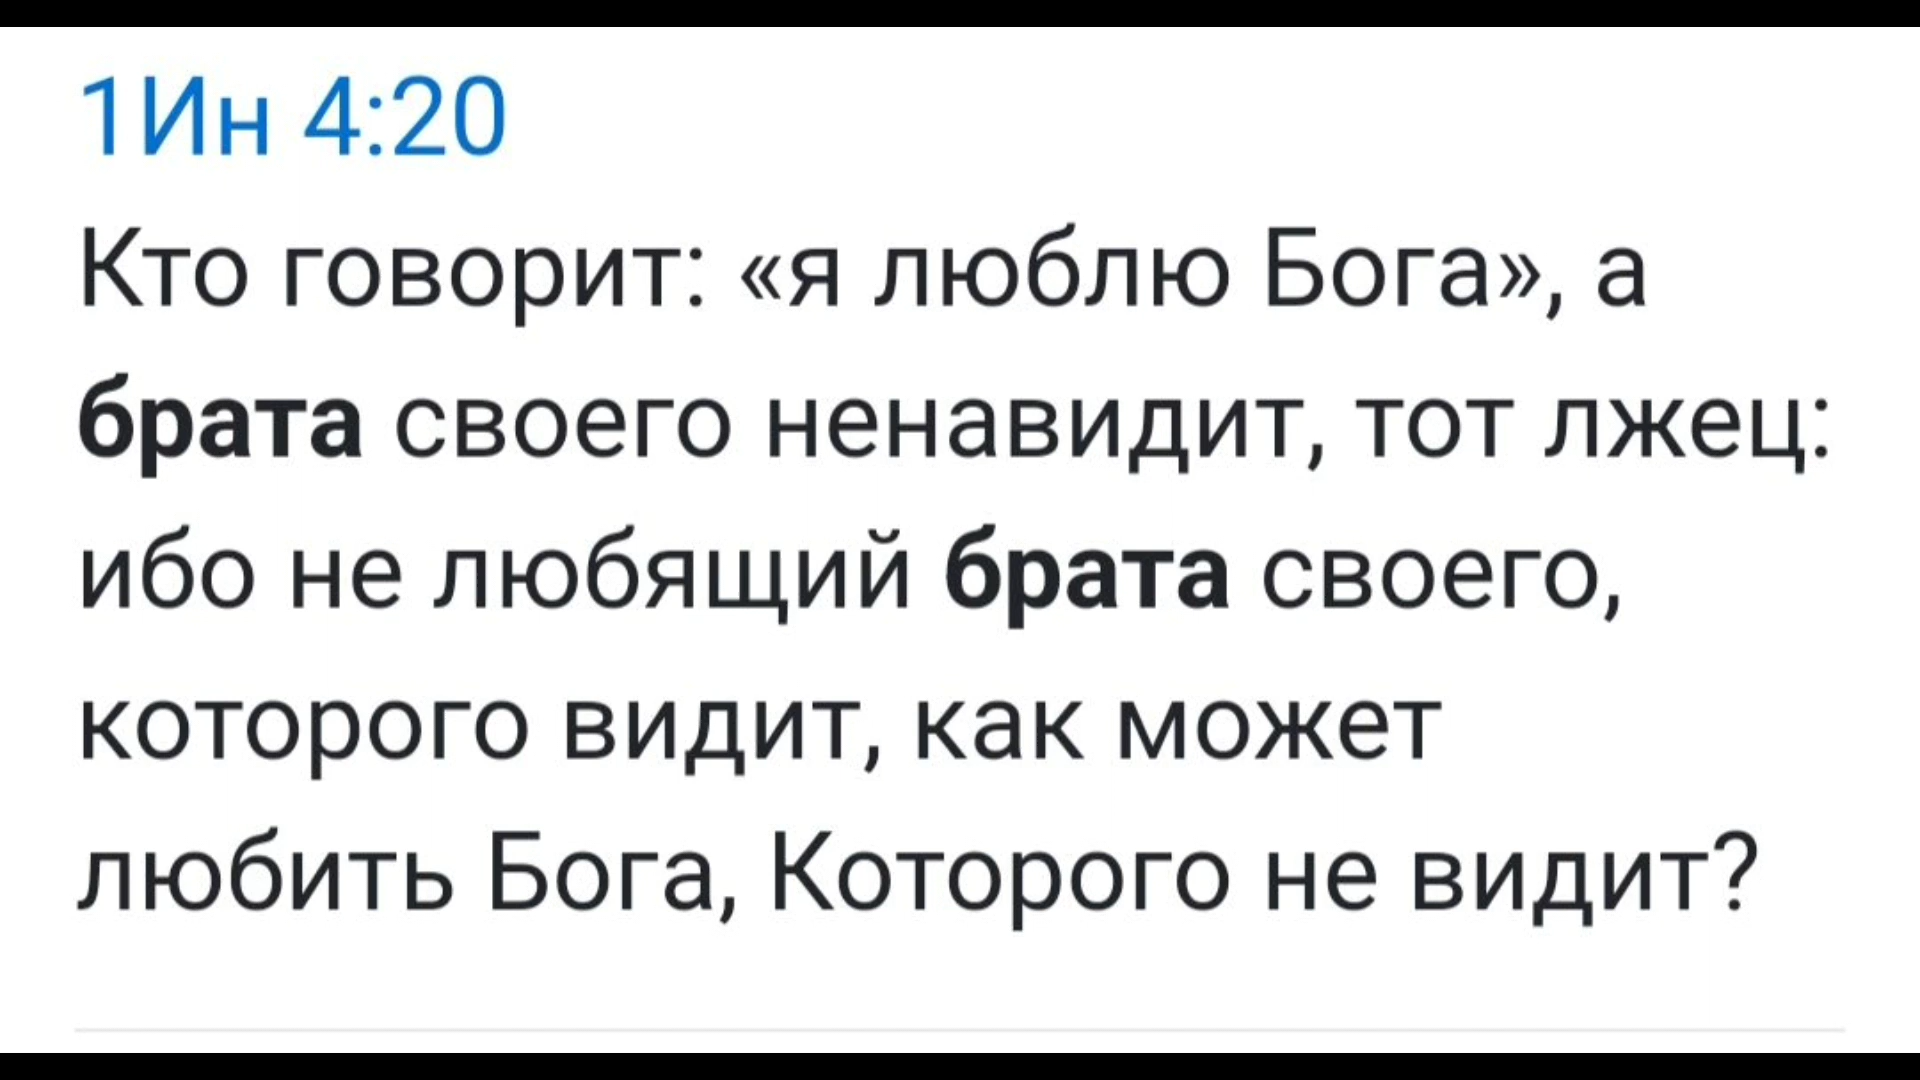 1Ин 4:20
Кто говорит: «я люблю Бога», а
брата своего ненавидит, тот лжец:
ибо не любящий брата своего,
которого видит, как может
любить Бога, Которого не видит?